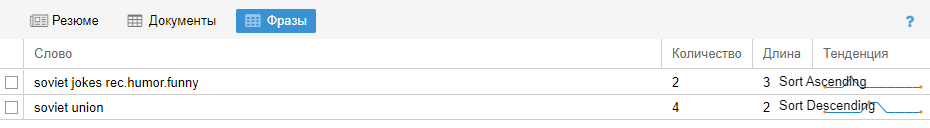 Резюме Документы Фразы ?
Слово Количество Длина Тенденция
soviet jokes rec.humor.funny 2 3 Sort Ascending
soviet union 4 2 Sort Descending